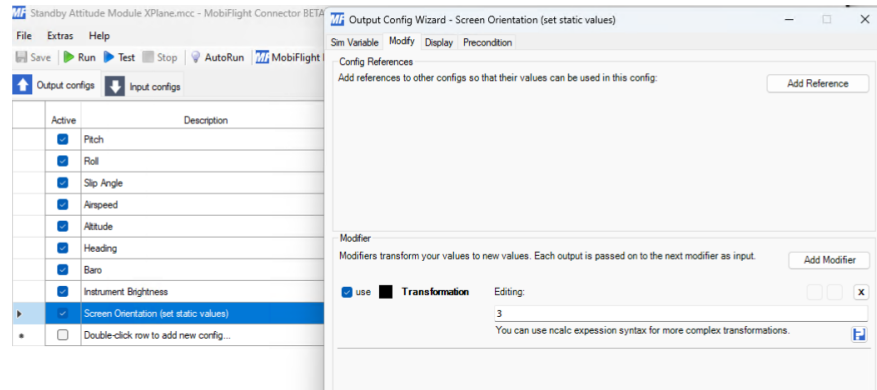 Standby Attitude Module XPlane.mcc - MobiFlight Connector BETA
File Extras Help
Save Run Test Stop AutoRun MobiFlight
Output configs Input configs
Active Description
Pitch
Roll
Slip Angle
Airspeed
Altitude
Heading
Baro
Instrument Brightness
Screen Orientation (set static values)
Double-click row to add new config...
Output Config Wizard - Screen Orientation (set static values)
Sim Variable Modify Display Precondition
Config References
Add references to other configs so that their values can be used in this config:
Add Reference
Modifier
Modifiers transform your values to new values. Each output is passed on to the next modifier as input.
Add Modifier
use Transformation Editing: x
3
You can use ncalc expession syntax for more complex transformations.